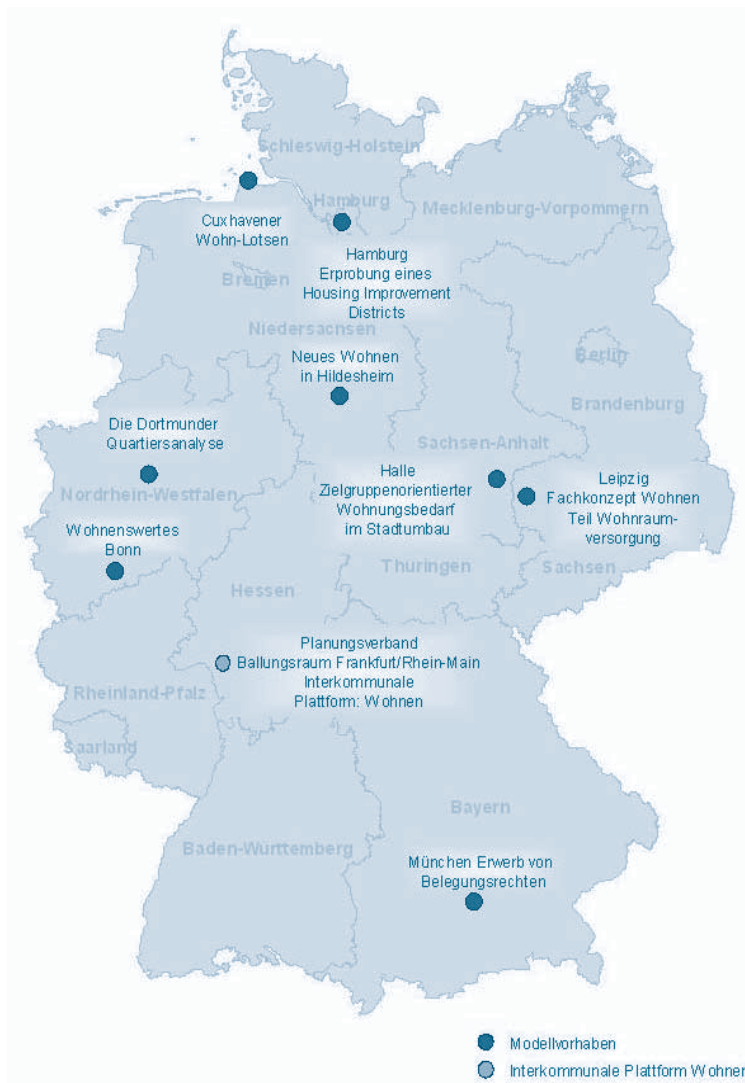 Schleswig-Holstein
Hamburg
Mecklenburg-Vorpommern
Cuxhavener
Wohn-Lotsen
Hamburg
Erprobung eines
Housing Improvement
Districts
Bremen
Niedersachsen
Neues Wohnen
in Hildesheim
Berlin
Brandenburg
Die Dortmunder
Quartiersanalyse
Sachsen-Anhalt
Halle
Zielgruppenorientierter
Wohnungsbedarf
im Stadtumbau
Leipzig
Fachkonzept Wohnen
Teil Wohnraum-
versorgung
Nordrhein-Westfalen
Wohnenswertes
Bonn
Hessen
Thüringen
Sachsen
Planungsverband
Ballungsraum Frankfurt/Rhein-Main
Interkommunale
Plattform: Wohnen
Rheinland-Pfalz
Saarland
Bayern
Baden-Württemberg
München Erwerb von
Belegungsrechten
Modellvorhaben
Interkommunale Plattform Wohnen